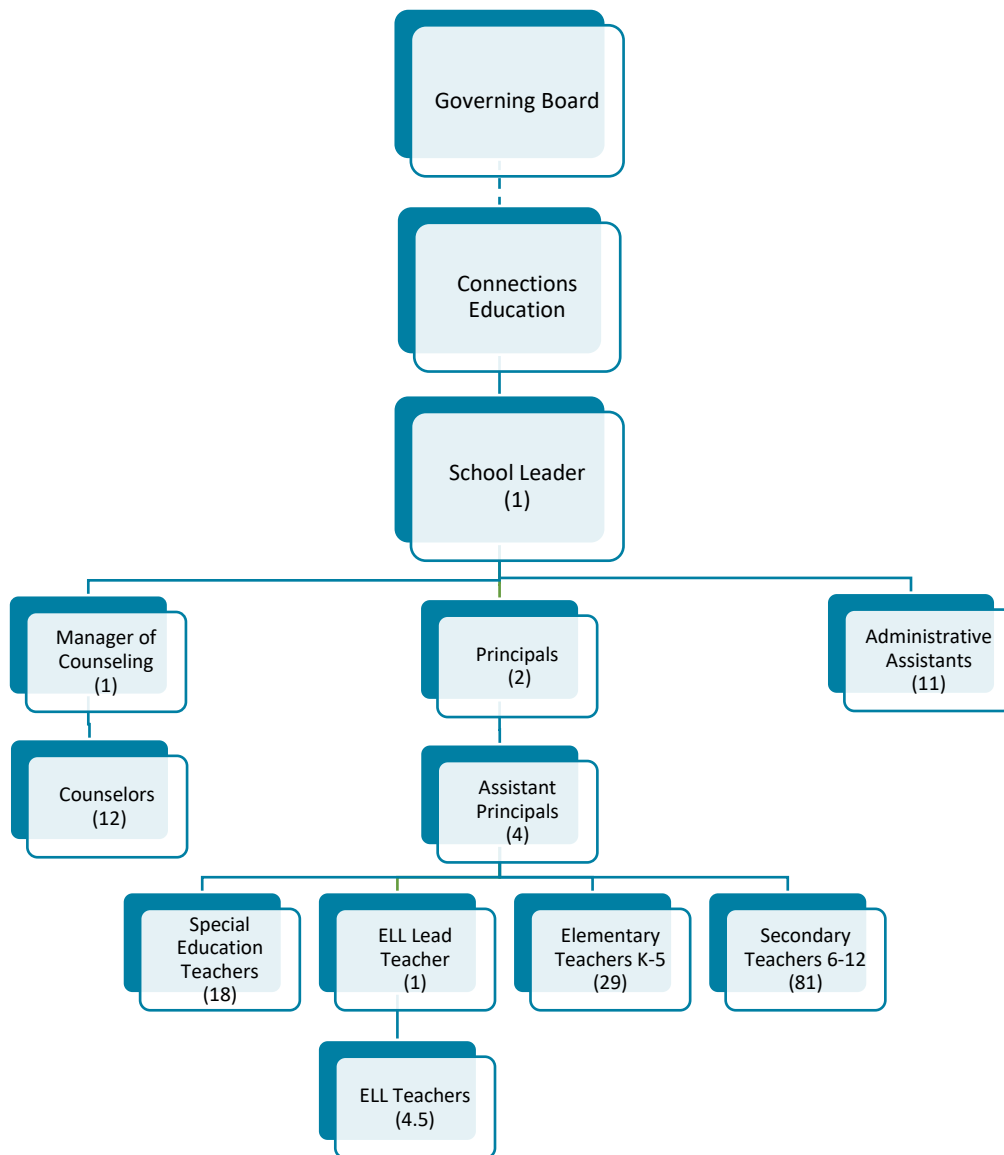 Governing Board
Connections
Education
School Leader
(1)
Manager of
Counseling
(1)
Principals
(2)
Administrative
Assistants
(11)
Counselors
(12)
Assistant
Principals
(4)
Special
Education
Teachers
(18)
ELL Lead
Teacher
(1)
Elementary
Teachers K-5
(29)
Secondary
Teachers 6-12
(81)
ELL Teachers
(4.5)